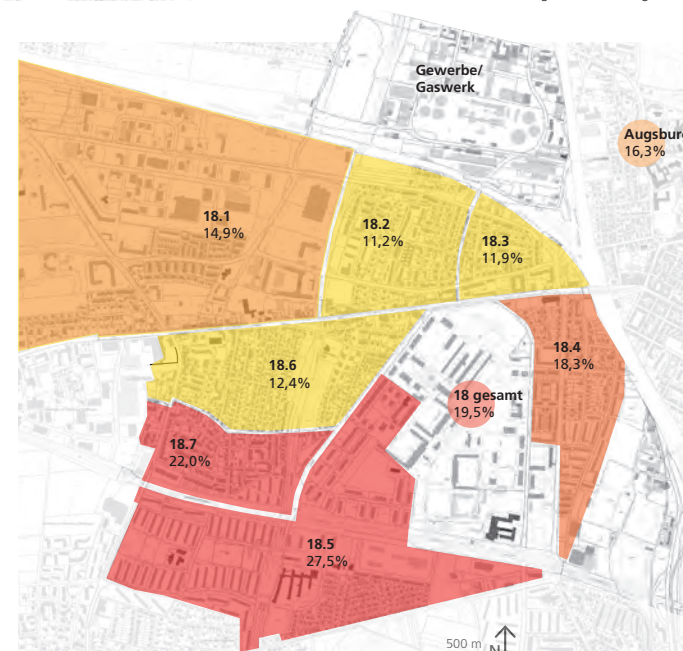 Gewerbe/
Gaswerk
Augsburg
16,3%
18.1
14,9%
18.2
11,2%
18.3
11,9%
18.4
18,3%
18.6
12,4%
18 gesamt
19,5%
18.7
22,0%
18.5
27,5%
500 m
N